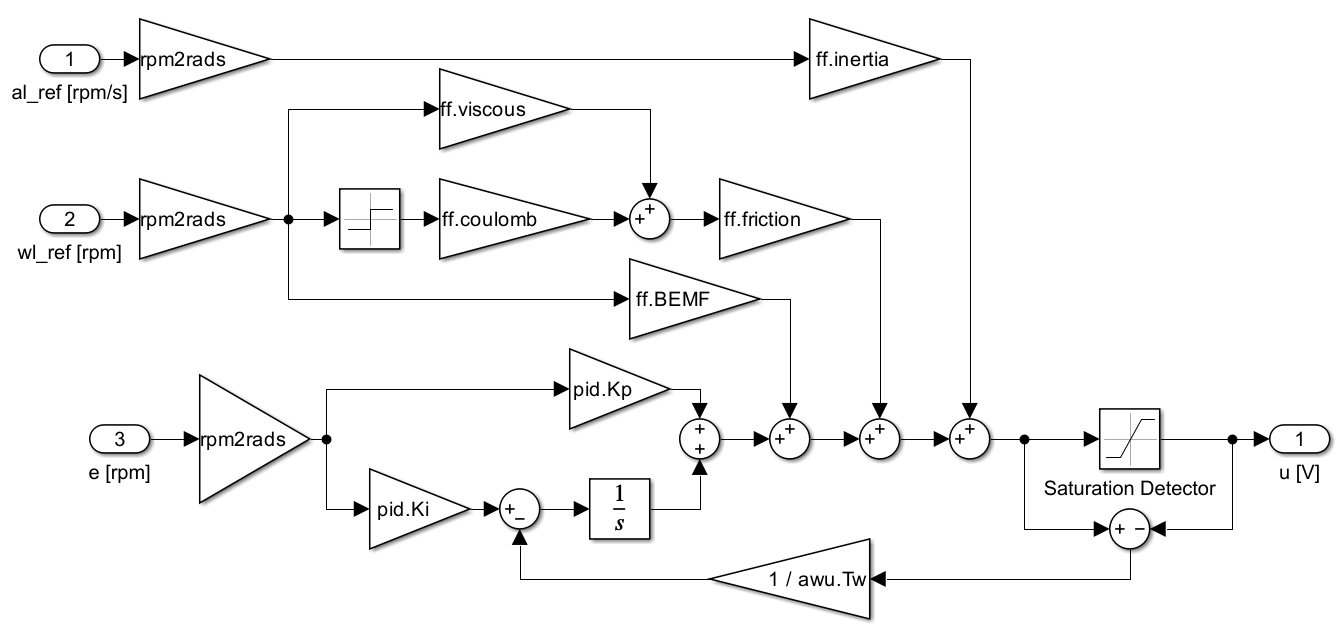 1
rpm2rads
ff.inertia
al_ref [rpm/s]
ff.viscous
2
rpm2rads
ff.coulomb
+
+
ff.friction
wl_ref [rpm]
ff.BEMF
pid.Kp
3
rpm2rads
+
+
+
+
+
+
+
+
1
e [rpm]
u [V]
Saturation Detector
pid.Ki
+
−
1
s
+ −
1 / awu.Tw